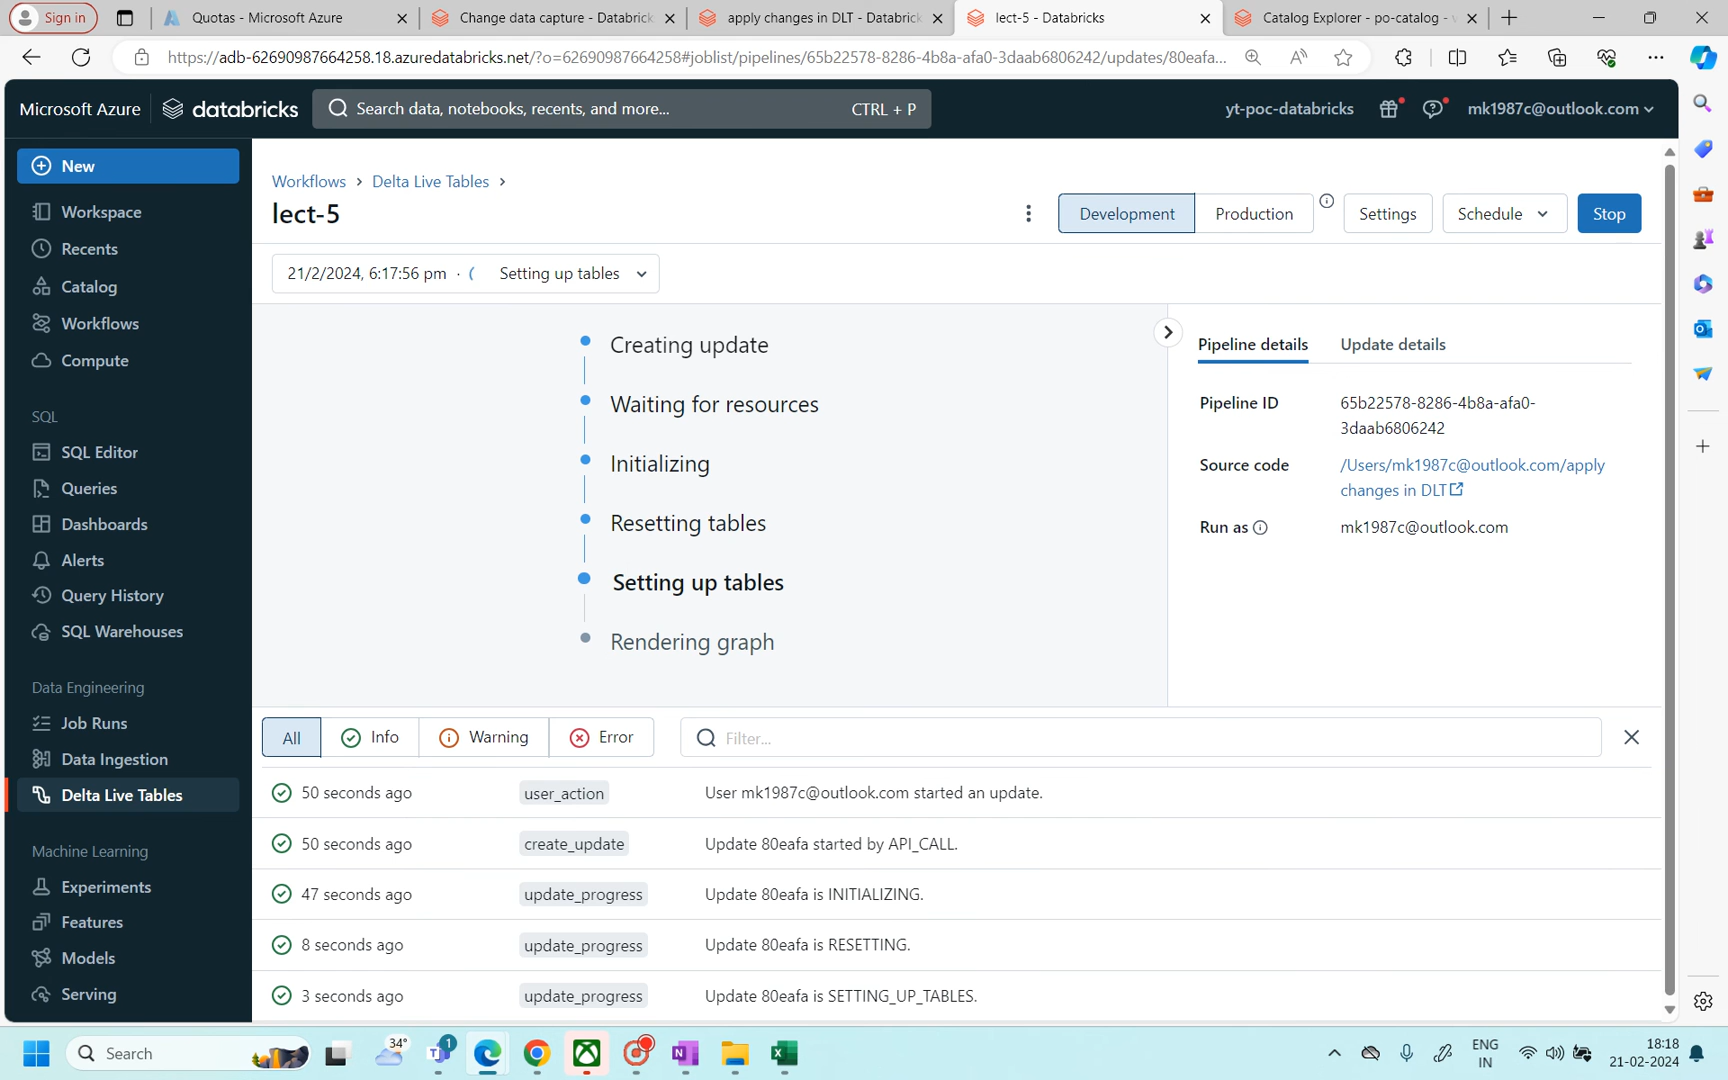 Sign in
Quotas - Microsoft Azure
Change data capture - Databrick
apply changes in DLT - Databrick
lect-5 - Databricks
Catalog Explorer - po-catalog -
https://adb-62690987664258.18.azuredatabricks.net/?o=62690987664258#joblist/pipelines/65b22578-8286-4b8a-afa0-3daab6806242/updates/80eafa...
Microsoft Azure
databricks
Search data, notebooks, recents, and more...
CTRL + P
yt-poc-databricks
mk1987c@outlook.com
New
Workspace
Recents
Catalog
Workflows
Compute
SQL
SQL Editor
Queries
Dashboards
Alerts
Query History
SQL Warehouses
Data Engineering
Job Runs
Data Ingestion
Delta Live Tables
Machine Learning
Experiments
Features
Models
Serving
Workflows > Delta Live Tables >
lect-5
Development
Production
Settings
Schedule
Stop
21/2/2024, 6:17:56 pm · Setting up tables
Creating update
Waiting for resources
Initializing
Resetting tables
Setting up tables
Rendering graph
Pipeline details
Update details
Pipeline ID
65b22578-8286-4b8a-afa0-
3daab6806242
Source code
/Users/mk1987c@outlook.com/apply
changes in DLT
Run as
mk1987c@outlook.com
All
Info
Warning
Error
Filter...
50 seconds ago user_action User mk1987c@outlook.com started an update.
50 seconds ago create_update Update 80eafa started by API_CALL.
47 seconds ago update_progress Update 80eafa is INITIALIZING.
8 seconds ago update_progress Update 80eafa is RESETTING.
3 seconds ago update_progress Update 80eafa is SETTING_UP_TABLES.
Search
34°
1
ENG
IN
18:18
21-02-2024